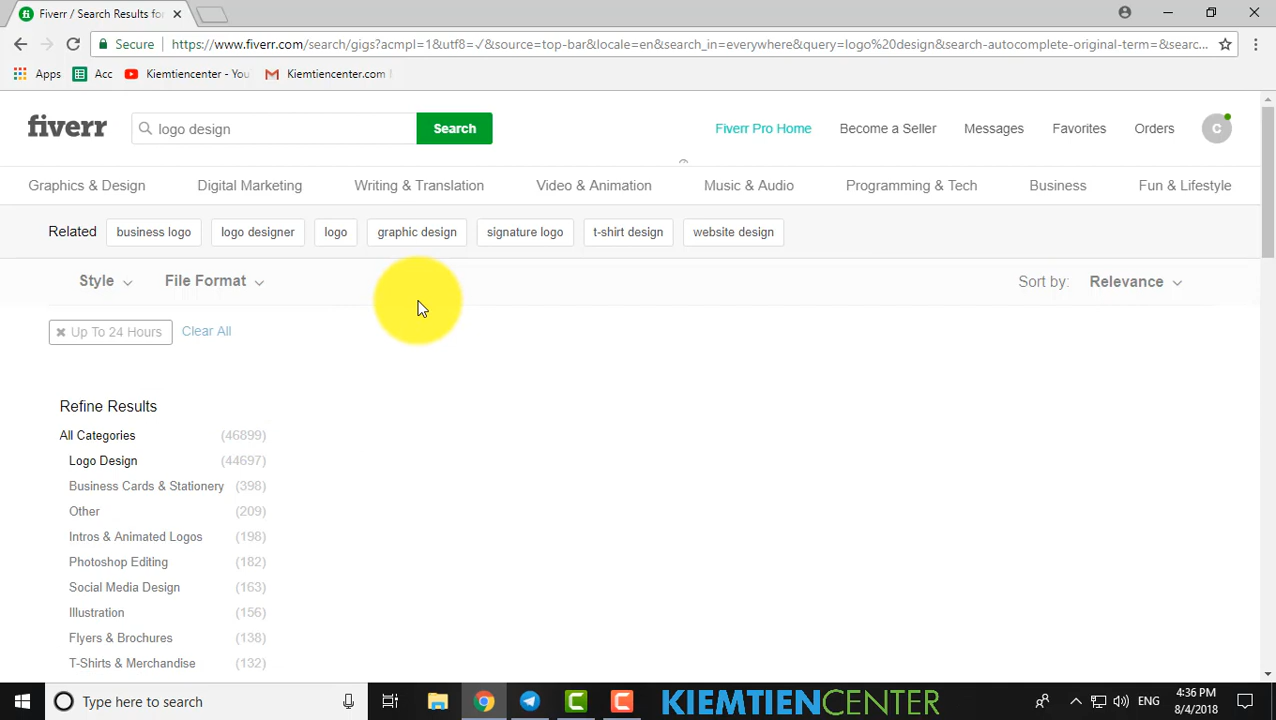 Fiverr / Search Results for
Secure
https://www.fiverr.com/search/gigs?acmpl=1&utf8=✓&source=top-bar&locale=en&search_in=everywhere&query=logo%20design&search-autocomplete-original-term=&searc...
Apps
Acc
Kiemtiencenter - You
Kiemtiencenter.com
fiverr
logo design
Search
Fiverr Pro Home
Become a Seller
Messages
Favorites
Orders
C
Graphics & Design
Digital Marketing
Writing & Translation
Video & Animation
Music & Audio
Programming & Tech
Business
Fun & Lifestyle
Related
business logo
logo designer
logo
graphic design
signature logo
t-shirt design
website design
Style
File Format
Sort by:
Relevance
Up To 24 Hours
Clear All
Refine Results
All Categories (46899)
Logo Design (44697)
Business Cards & Stationery (398)
Other (209)
Intros & Animated Logos (198)
Photoshop Editing (182)
Social Media Design (163)
Illustration (156)
Flyers & Brochures (138)
T-Shirts & Merchandise (132)
Type here to search
KIEMTIENCENTER
ENG
4:36 PM
8/4/2018